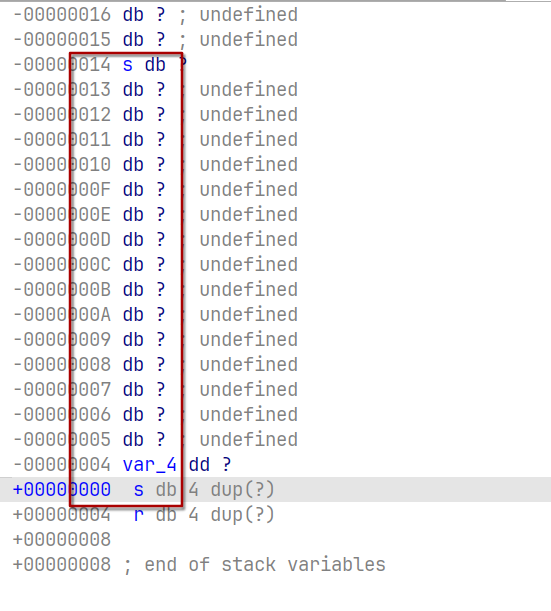 -00000016 db ? ; undefined
-00000015 db ? ; undefined
-00000014 s db ?
-00000013 db ? ; undefined
-00000012 db ? ; undefined
-00000011 db ? ; undefined
-00000010 db ? ; undefined
-0000000F db ? ; undefined
-0000000E db ? ; undefined
-0000000D db ? ; undefined
-0000000C db ? ; undefined
-0000000B db ? ; undefined
-0000000A db ? ; undefined
-00000009 db ? ; undefined
-00000008 db ? ; undefined
-00000007 db ? ; undefined
-00000006 db ? ; undefined
-00000005 db ? ; undefined
-00000004 var_4 dd ?
+00000000  s db 4 dup(?)
+00000004  r db 4 dup(?)
+00000008
+00000008 ; end of stack variables